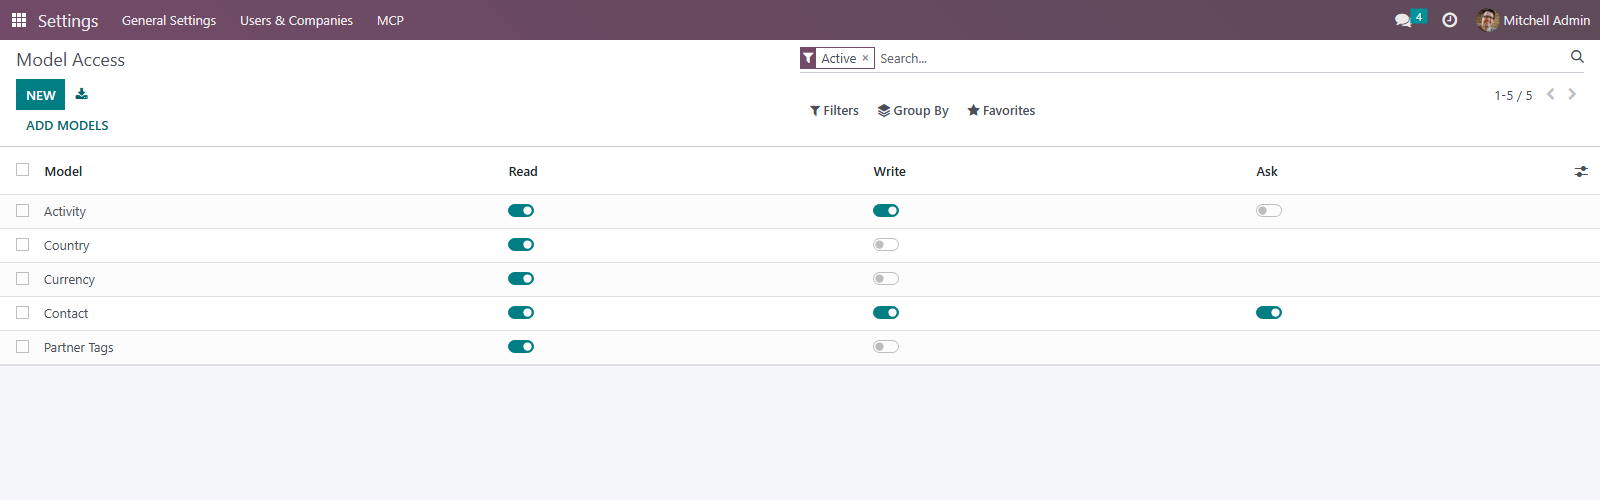 Settings General Settings Users & Companies MCP 4 Mitchell Admin
Model Access
Active × Search...
NEW
Filters Group By Favorites
1-5 / 5
ADD MODELS
Model Read Write Ask
Activity
Country
Currency
Contact
Partner Tags